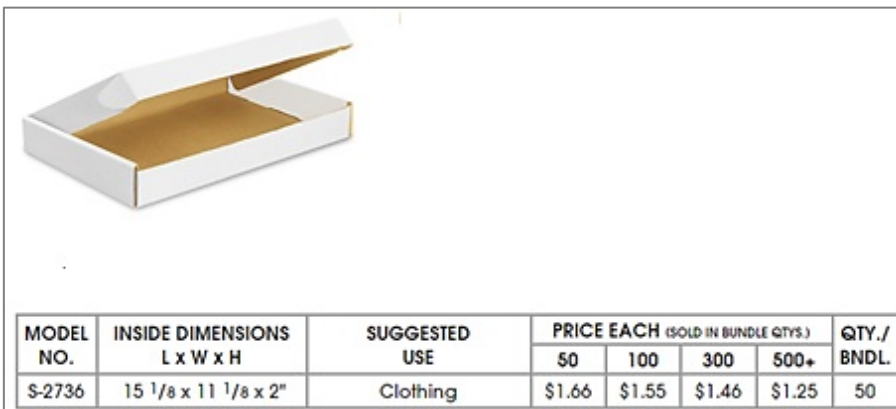 MODEL NO. INSIDE DIMENSIONS L x W x H SUGGESTED USE PRICE EACH (SOLD IN BUNDLE QTYS.) QTY./ BNDL.
50 100 300 500+
S-2736 15 1/8 x 11 1/8 x 2" Clothing $1.66 $1.55 $1.46 $1.25 50